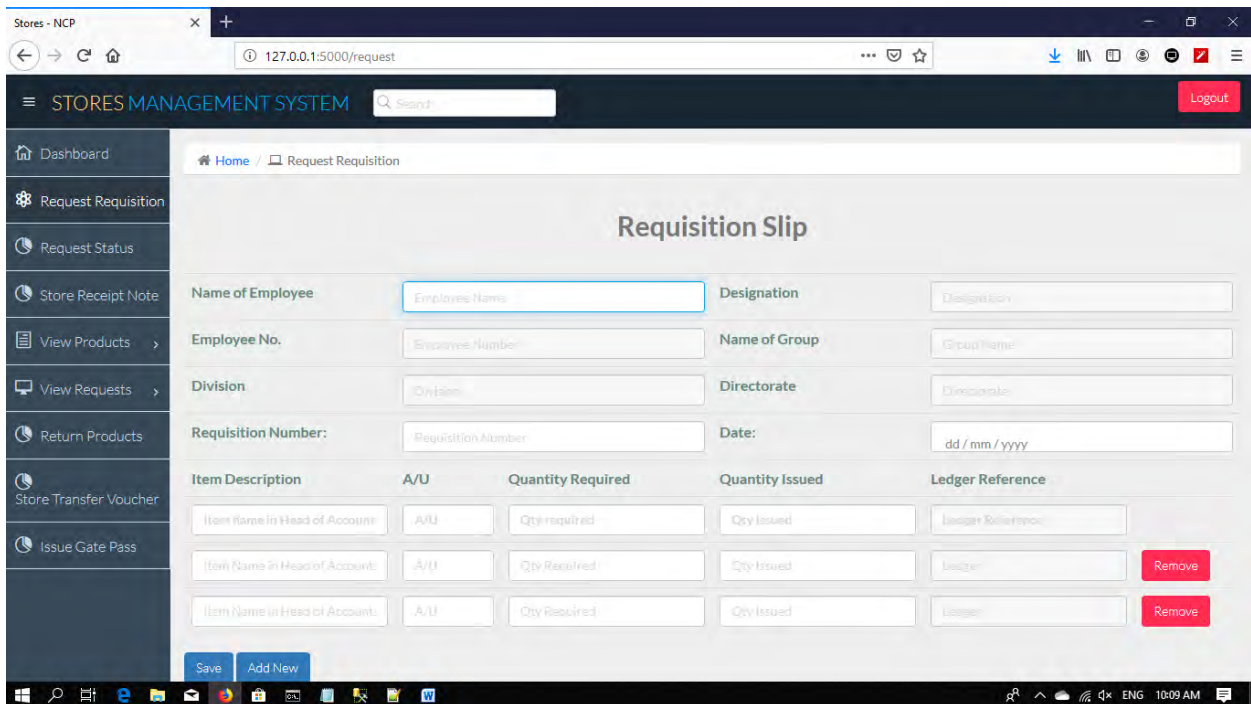 Stores - NCP
127.0.0.1:5000/request
STORES MANAGEMENT SYSTEM
Search
Logout
Dashboard
Home / Request Requisition
Request Requisition
Requisition Slip
Request Status
Store Receipt Note
Name of Employee Employee Name Designation Designation
View Products
Employee No. Employee Number Name of Group Group Name
View Requests
Division Division Directorate Directorate
Return Products
Requisition Number: Requisition Number Date: dd / mm / yyyy
Store Transfer Voucher
Item Description A/U Quantity Required Quantity Issued Ledger Reference
Item Name in Head of Account A/U Qty required Qty Issued Ledger Reference
Issue Gate Pass
Item Name in Head of Account A/U Qty Required Qty Issued Ledger Remove
Item Name in Head of Account A/U Qty Required Qty Issued Ledger Remove
Save Add New
ENG 10:09 AM